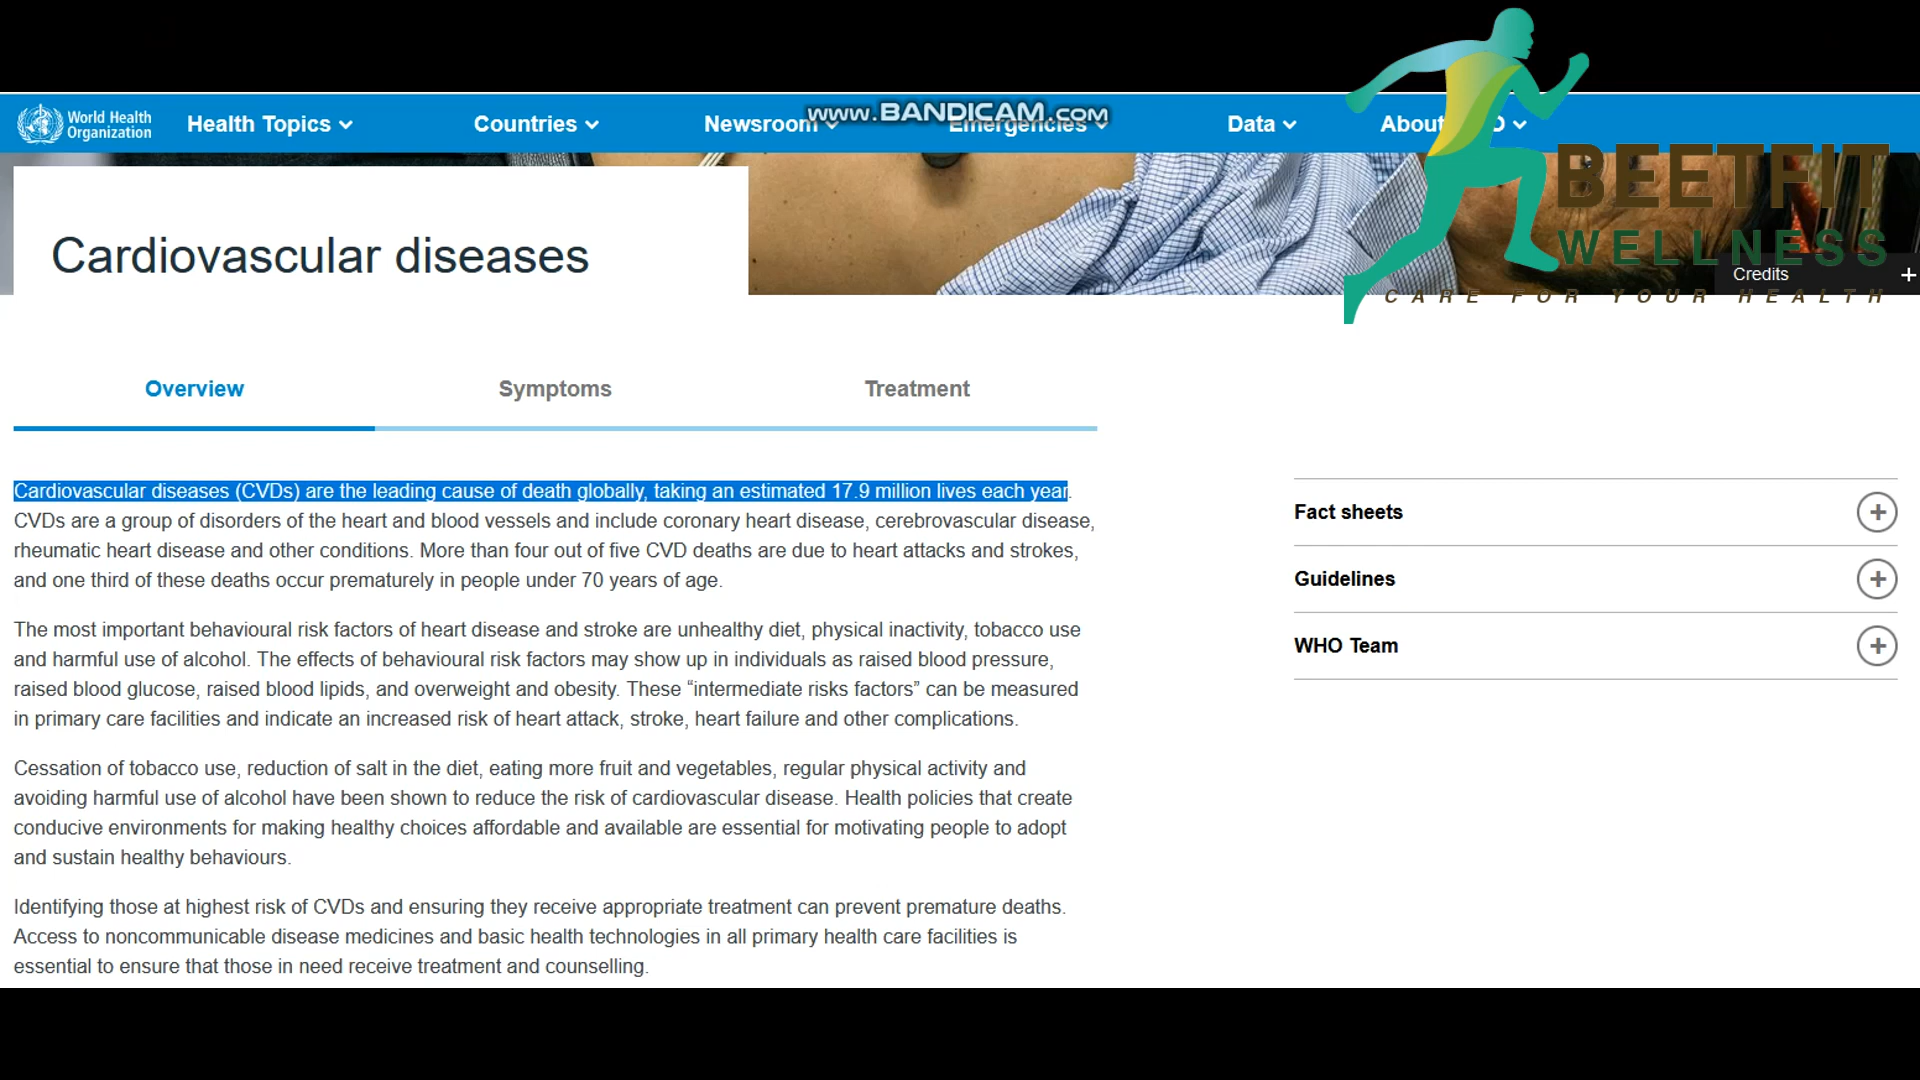 World Health
Organization
Health Topics
Countries
Newsroom
Emergencies
Data
About
www.BANDICAM.com
BEETFIT
WELLNESS
CARE FOR YOUR HEALTH
Credits
Cardiovascular diseases
Overview
Symptoms
Treatment
Cardiovascular diseases (CVDs) are the leading cause of death globally, taking an estimated 17.9 million lives each year.
CVDs are a group of disorders of the heart and blood vessels and include coronary heart disease, cerebrovascular disease,
rheumatic heart disease and other conditions. More than four out of five CVD deaths are due to heart attacks and strokes,
and one third of these deaths occur prematurely in people under 70 years of age.
The most important behavioural risk factors of heart disease and stroke are unhealthy diet, physical inactivity, tobacco use
and harmful use of alcohol. The effects of behavioural risk factors may show up in individuals as raised blood pressure,
raised blood glucose, raised blood lipids, and overweight and obesity. These “intermediate risks factors” can be measured
in primary care facilities and indicate an increased risk of heart attack, stroke, heart failure and other complications.
Cessation of tobacco use, reduction of salt in the diet, eating more fruit and vegetables, regular physical activity and
avoiding harmful use of alcohol have been shown to reduce the risk of cardiovascular disease. Health policies that create
conducive environments for making healthy choices affordable and available are essential for motivating people to adopt
and sustain healthy behaviours.
Identifying those at highest risk of CVDs and ensuring they receive appropriate treatment can prevent premature deaths.
Access to noncommunicable disease medicines and basic health technologies in all primary health care facilities is
essential to ensure that those in need receive treatment and counselling.
Fact sheets
Guidelines
WHO Team